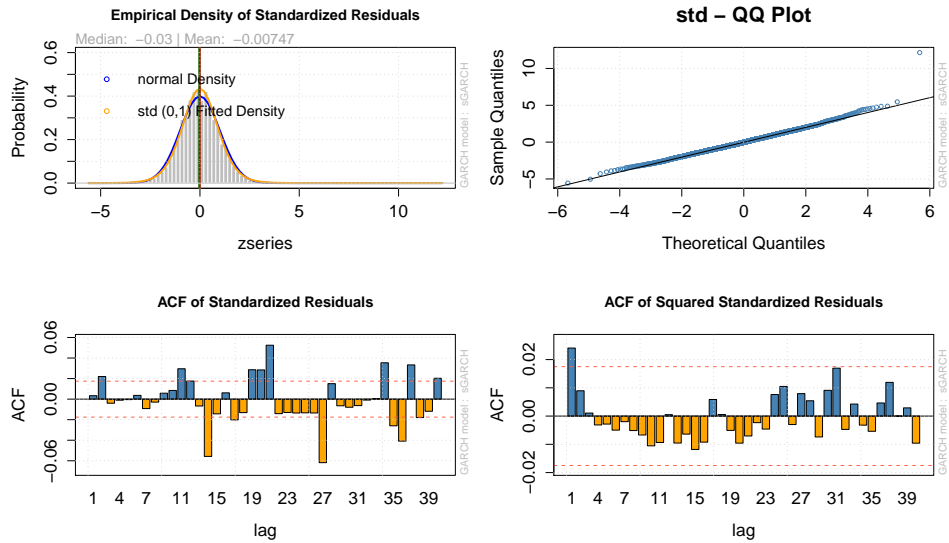 Empirical Density of Standardized Residuals
Median: −0.03 | Mean: −0.00747
normal Density
std (0,1) Fitted Density
Probability
0.0
0.2
0.4
0.6
−5
0
5
10
zseries
GARCH model : sGARCH
std − QQ Plot
Sample Quantiles
−5
0
5
10
−6
−4
−2
0
2
4
6
Theoretical Quantiles
GARCH model : sGARCH
ACF of Standardized Residuals
ACF
−0.06
0.00
0.06
1 4 7 11 15 19 23 27 31 35 39
lag
GARCH model : sGARCH
ACF of Squared Standardized Residuals
ACF
−0.02
0.00
0.02
1 4 7 11 15 19 23 27 31 35 39
lag
GARCH model : sGARCH